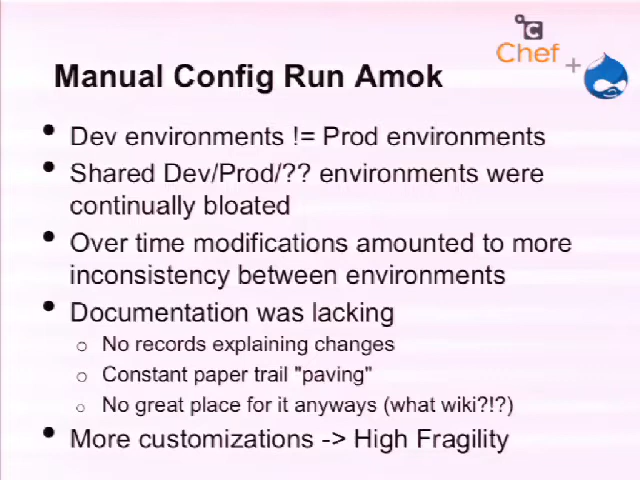 Chef
+
Manual Config Run Amok
• Dev environments != Prod environments
• Shared Dev/Prod/?? environments were
continually bloated
• Over time modifications amounted to more
inconsistency between environments
• Documentation was lacking
○ No records explaining changes
○ Constant paper trail "paving"
○ No great place for it anyways (what wiki?!?)
• More customizations -> High Fragility